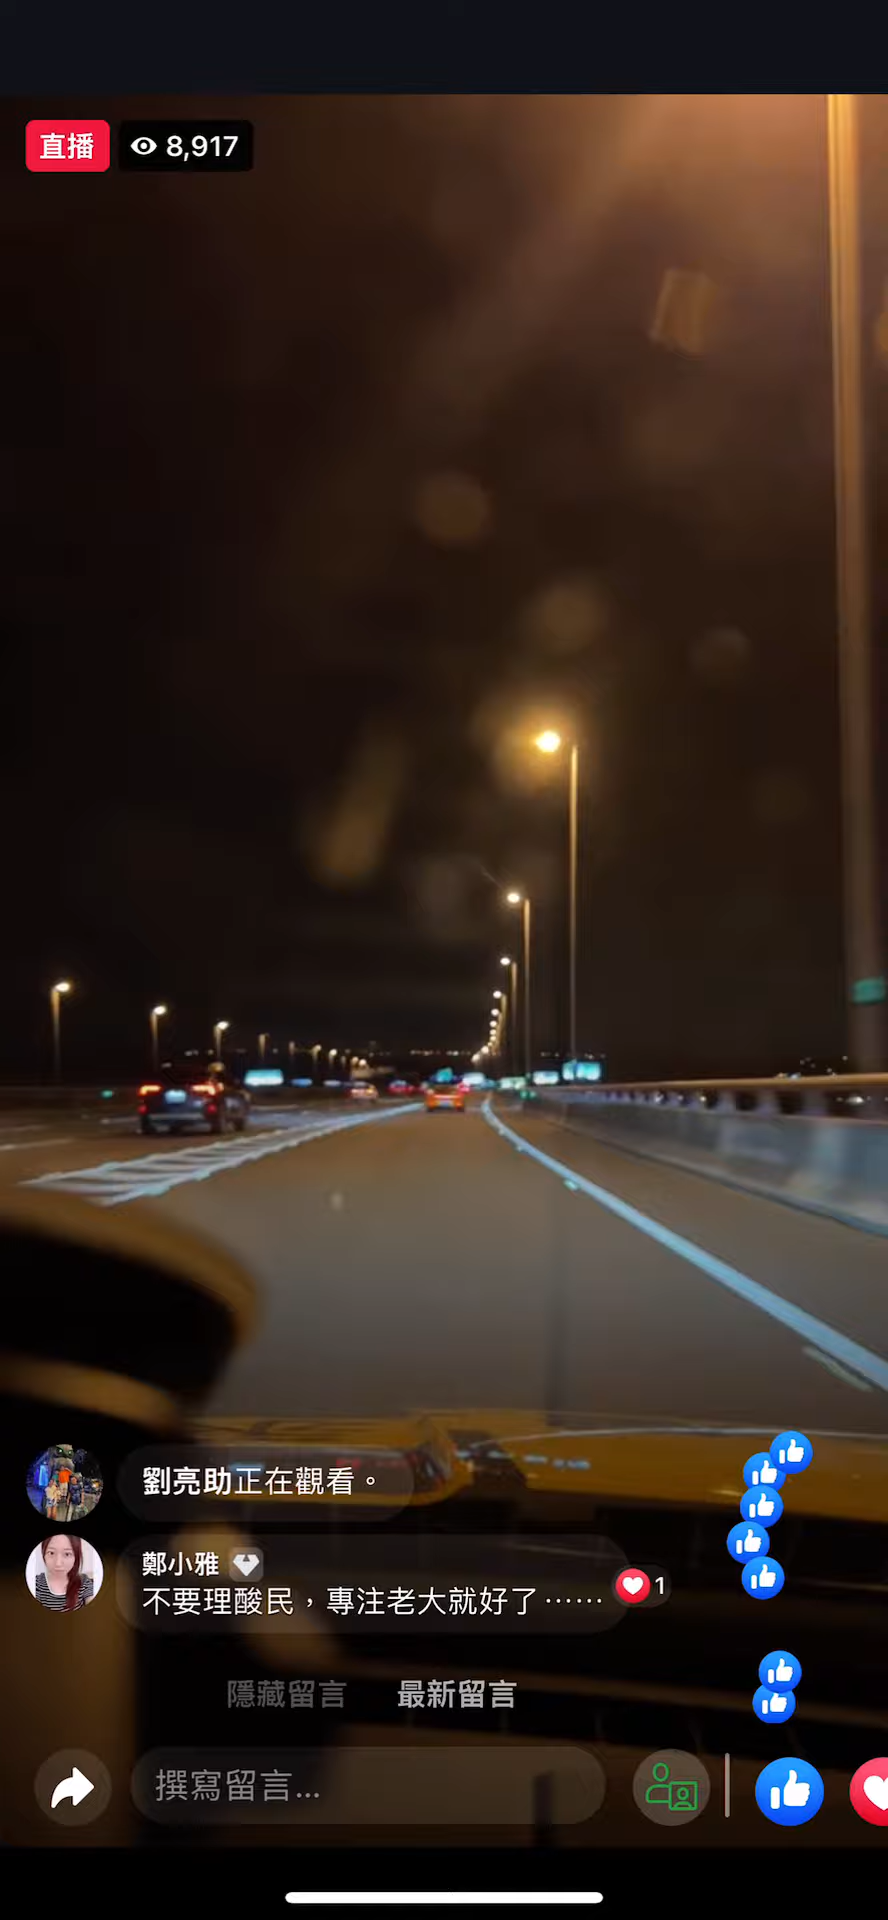 直播 8,917
劉亮助正在觀看。
鄭小雅
不要理酸民，專注老大就好了⋯⋯
1
隱藏留言 最新留言
撰寫留言...